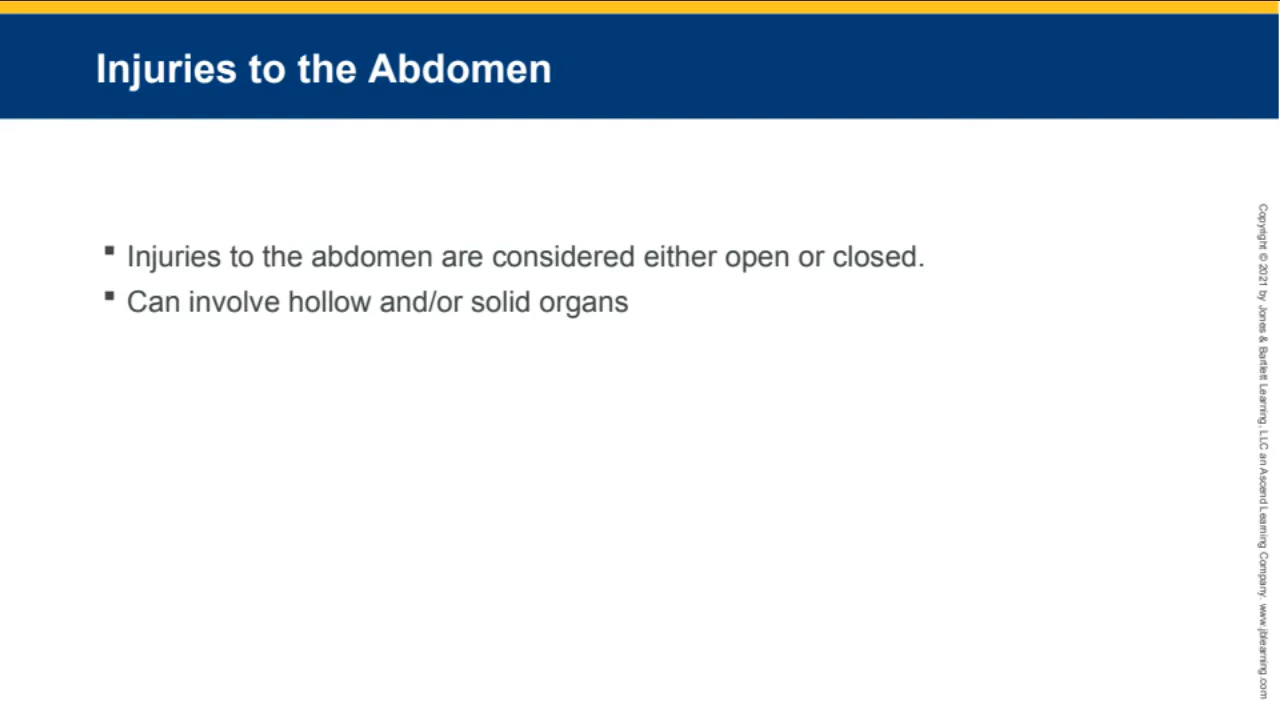 Injuries to the Abdomen
▪ Injuries to the abdomen are considered either open or closed.
▪ Can involve hollow and/or solid organs
Copyright © 2021 by Jones & Bartlett Learning, LLC an Ascend Learning Company. www.jblearning.com